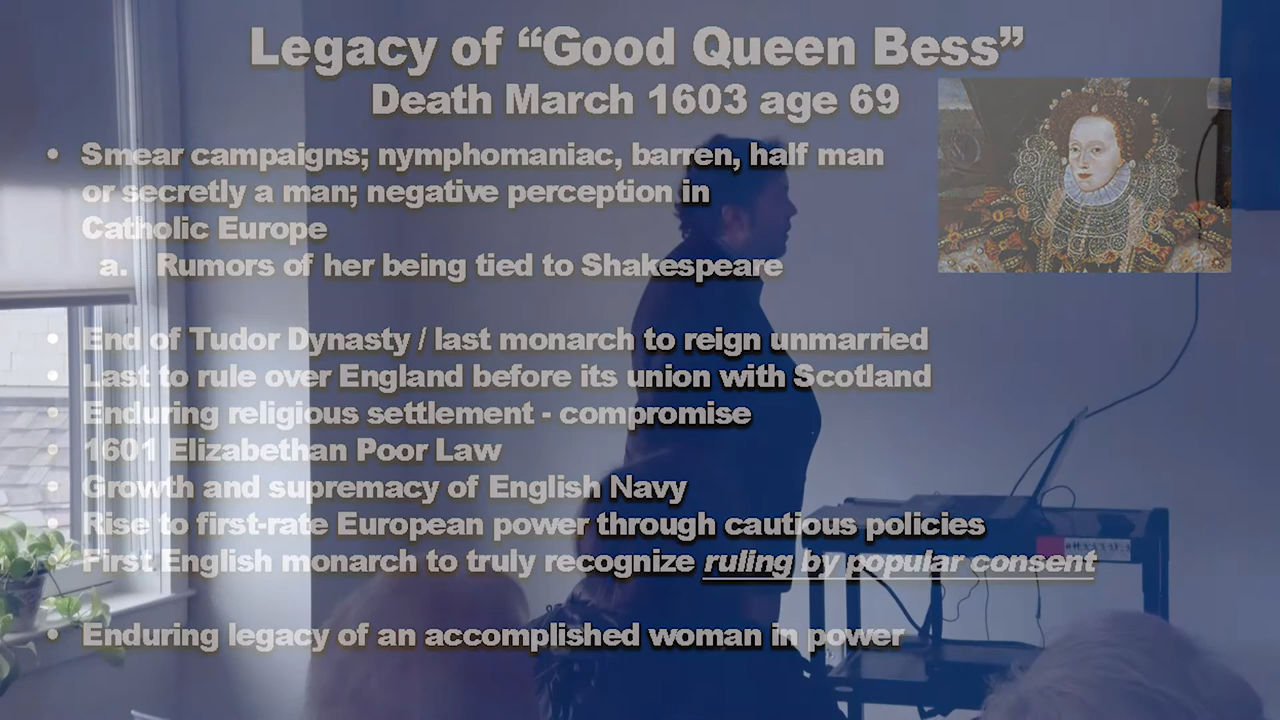 Legacy of “Good Queen Bess”
Death March 1603 age 69
• Smear campaigns; nymphomaniac, barren, half man
or secretly a man; negative perception in
Catholic Europe
a. Rumors of her being tied to Shakespeare
• End of Tudor Dynasty / last monarch to reign unmarried
• Last to rule over England before its union with Scotland
• Enduring religious settlement - compromise
• 1601 Elizabethan Poor Law
• Growth and supremacy of English Navy
• Rise to first-rate European power through cautious policies
• First English monarch to truly recognize ruling by popular consent
• Enduring legacy of an accomplished woman in power